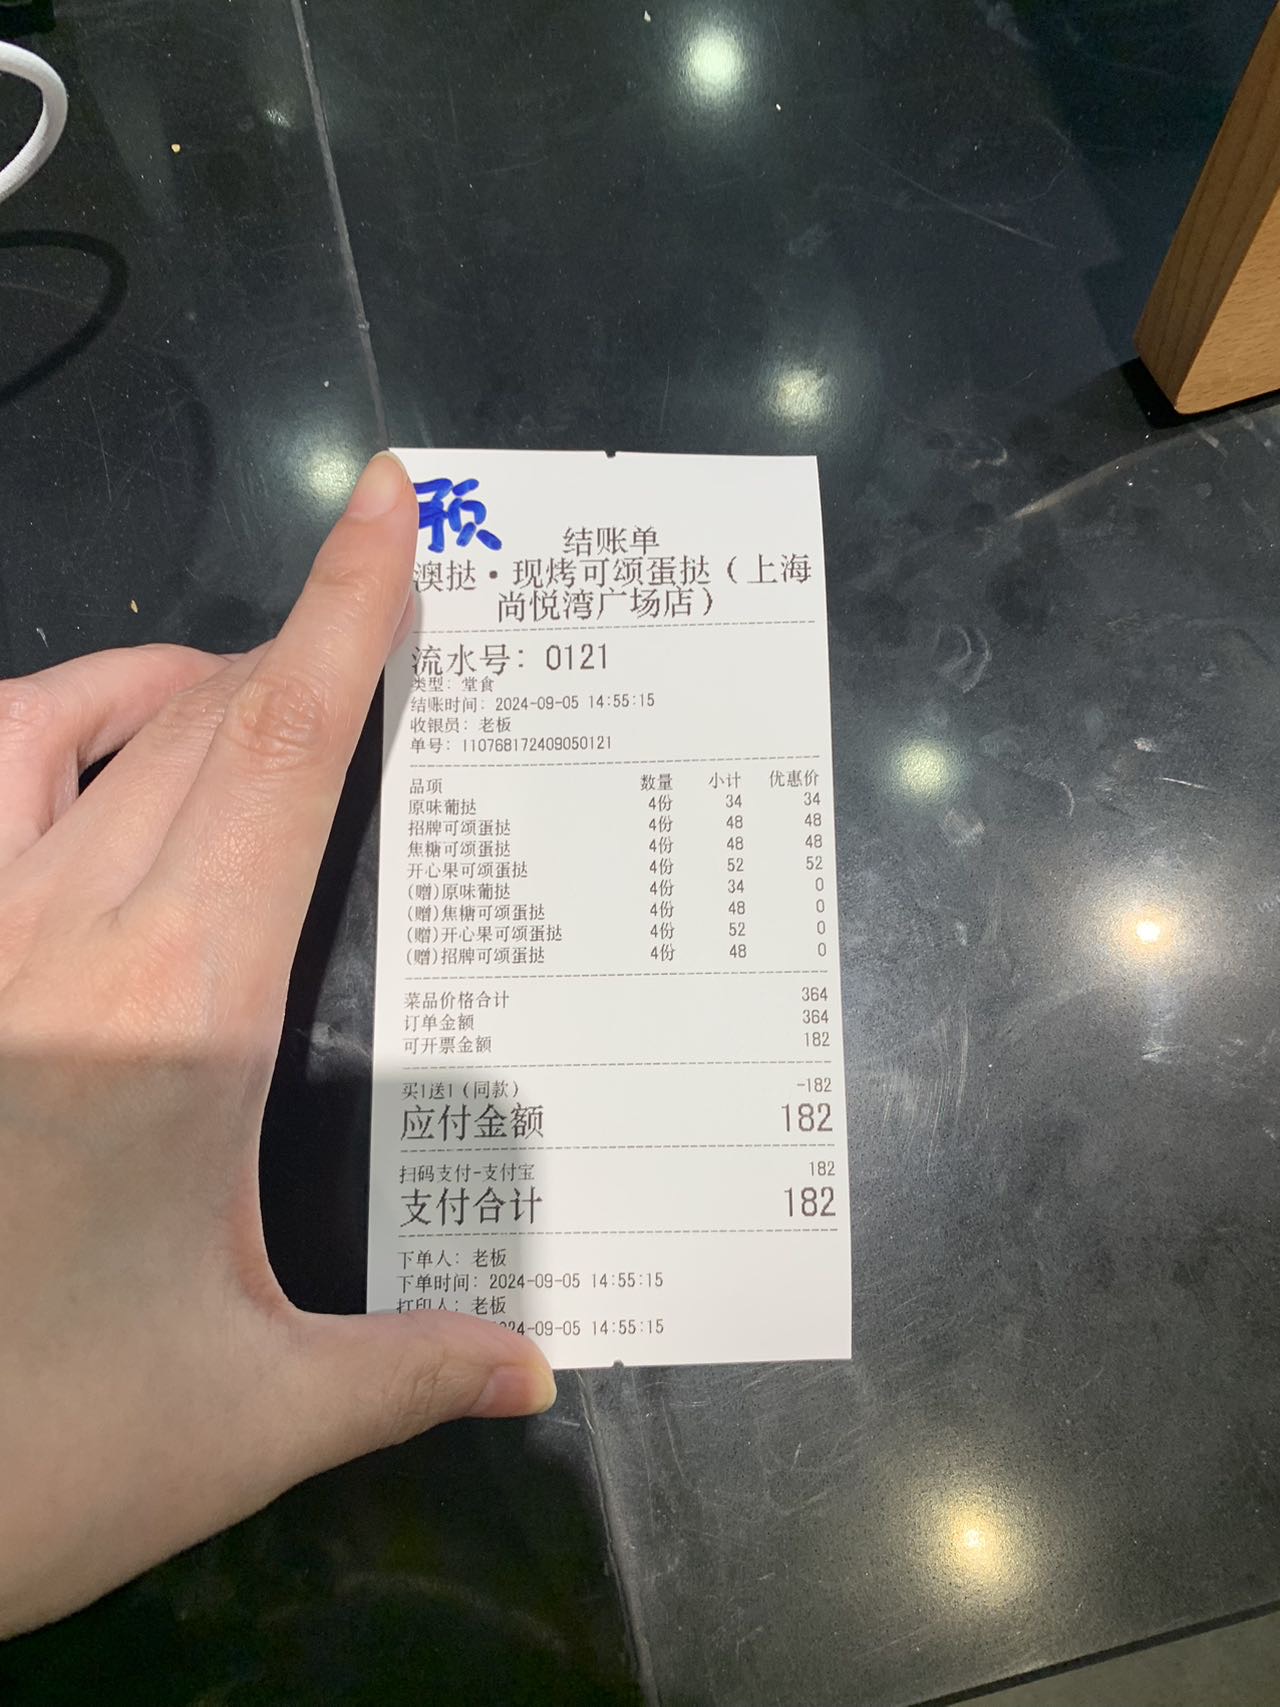 预
结账单
澳挞·现烤可颂蛋挞(上海
尚悦湾广场店)
流水号: 0121
类型: 堂食
结账时间: 2024-09-05 14:55:15
收银员: 老板
单号: 110768172409050121
品项 数量 小计 优惠价
原味葡挞 4份 34 34
招牌可颂蛋挞 4份 48 48
焦糖可颂蛋挞 4份 48 48
开心果可颂蛋挞 4份 52 52
(赠)原味葡挞 4份 34 0
(赠)焦糖可颂蛋挞 4份 48 0
(赠)开心果可颂蛋挞 4份 52 0
(赠)招牌可颂蛋挞 4份 48 0
菜品价格合计 364
订单金额 364
可开票金额 182
买1送1(同款) -182
应付金额 182
扫码支付-支付宝 182
支付合计 182
下单人: 老板
下单时间: 2024-09-05 14:55:15
打印人: 老板
24-09-05 14:55:15